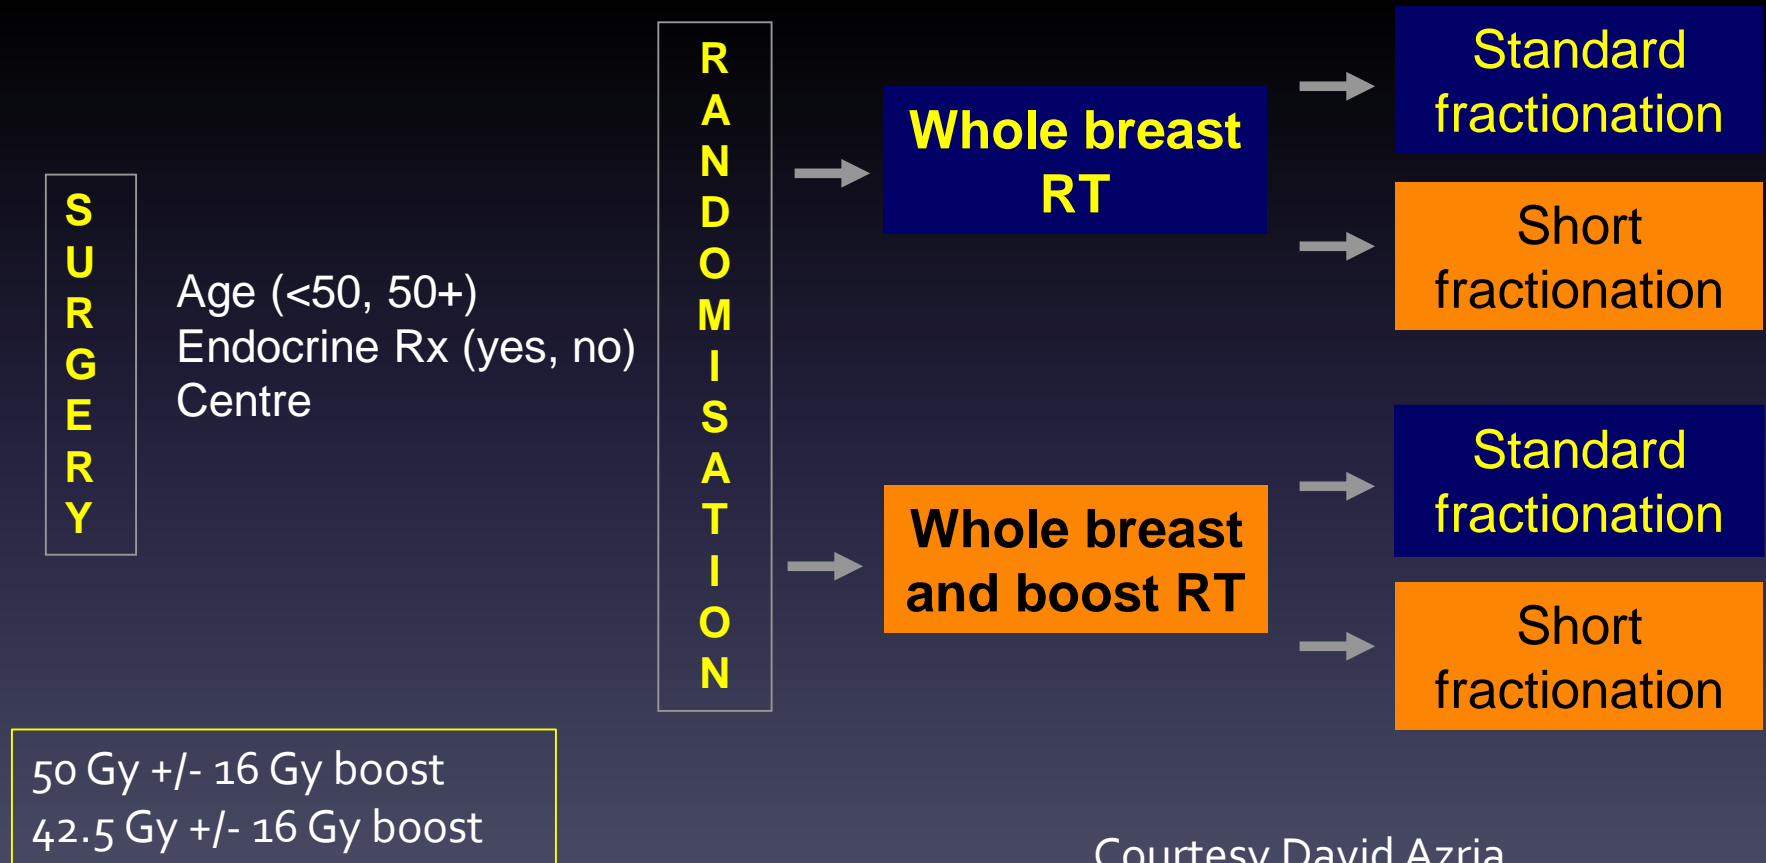 SURGERY
Age (<50, 50+)
Endocrine Rx (yes, no)
Centre
RANDOMISATION
Whole breast
RT
Standard
fractionation
Short
fractionation
Whole breast
and boost RT
Standard
fractionation
Short
fractionation
50 Gy +/- 16 Gy boost
42.5 Gy +/- 16 Gy boost
Courtesy David Azria